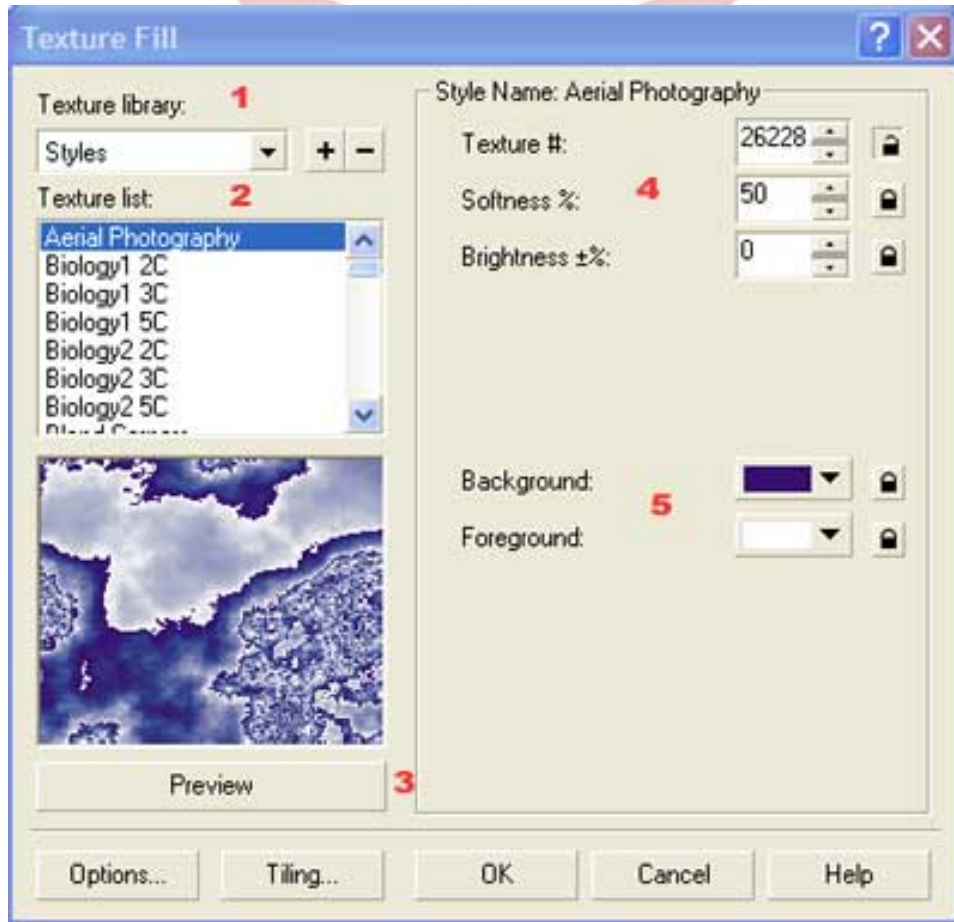 Texture Fill
Texture library: 1
Styles
+ -
Texture list: 2
Aerial Photography
Biology1 2C
Biology1 3C
Biology1 5C
Biology2 2C
Biology2 3C
Biology2 5C
Preview 3
Style Name: Aerial Photography
Texture #: 26228
Softness %: 4 50
Brightness ±%: 0
Background:
5
Foreground:
Options... Tiling... OK Cancel Help